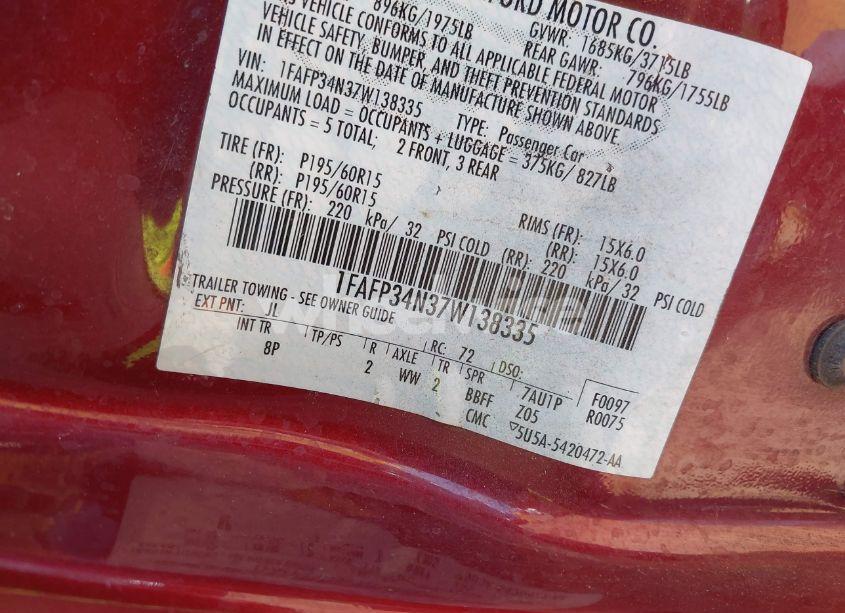 FORD MOTOR CO.
GVWR: 1685KG/3715LB
896KG/1975LB REAR GAWR: 796KG/1755LB
VEHICLE CONFORMS TO ALL APPLICABLE FEDERAL MOTOR
VEHICLE SAFETY, BUMPER, AND THEFT PREVENTION STANDARDS
IN EFFECT ON THE DATE OF MANUFACTURE SHOWN ABOVE
VIN: 1FAFP34N37W138335 TYPE: Passenger Car
MAXIMUM LOAD = OCCUPANTS + LUGGAGE = 375KG/ 827LB
OCCUPANTS = 5 TOTAL; 2 FRONT, 3 REAR
TIRE (FR): P195/60R15 RIMS (FR): 15X6.0
(RR): P195/60R15 (RR): 15X6.0
PRESSURE (FR): 220 kPa/ 32 PSI COLD (RR): 220 kPa/ 32 PSI COLD
1FAFP34N37W138335
TRAILER TOWING - SEE OWNER GUIDE
EXT PNT: JL RC: 72 DSO: F0097
INT TR TP/PS R AXLE TR SPR 7AU1P R0075
8P 2 WW 2 BBFF Z05
CMC ▽5U5A-5420472-AA